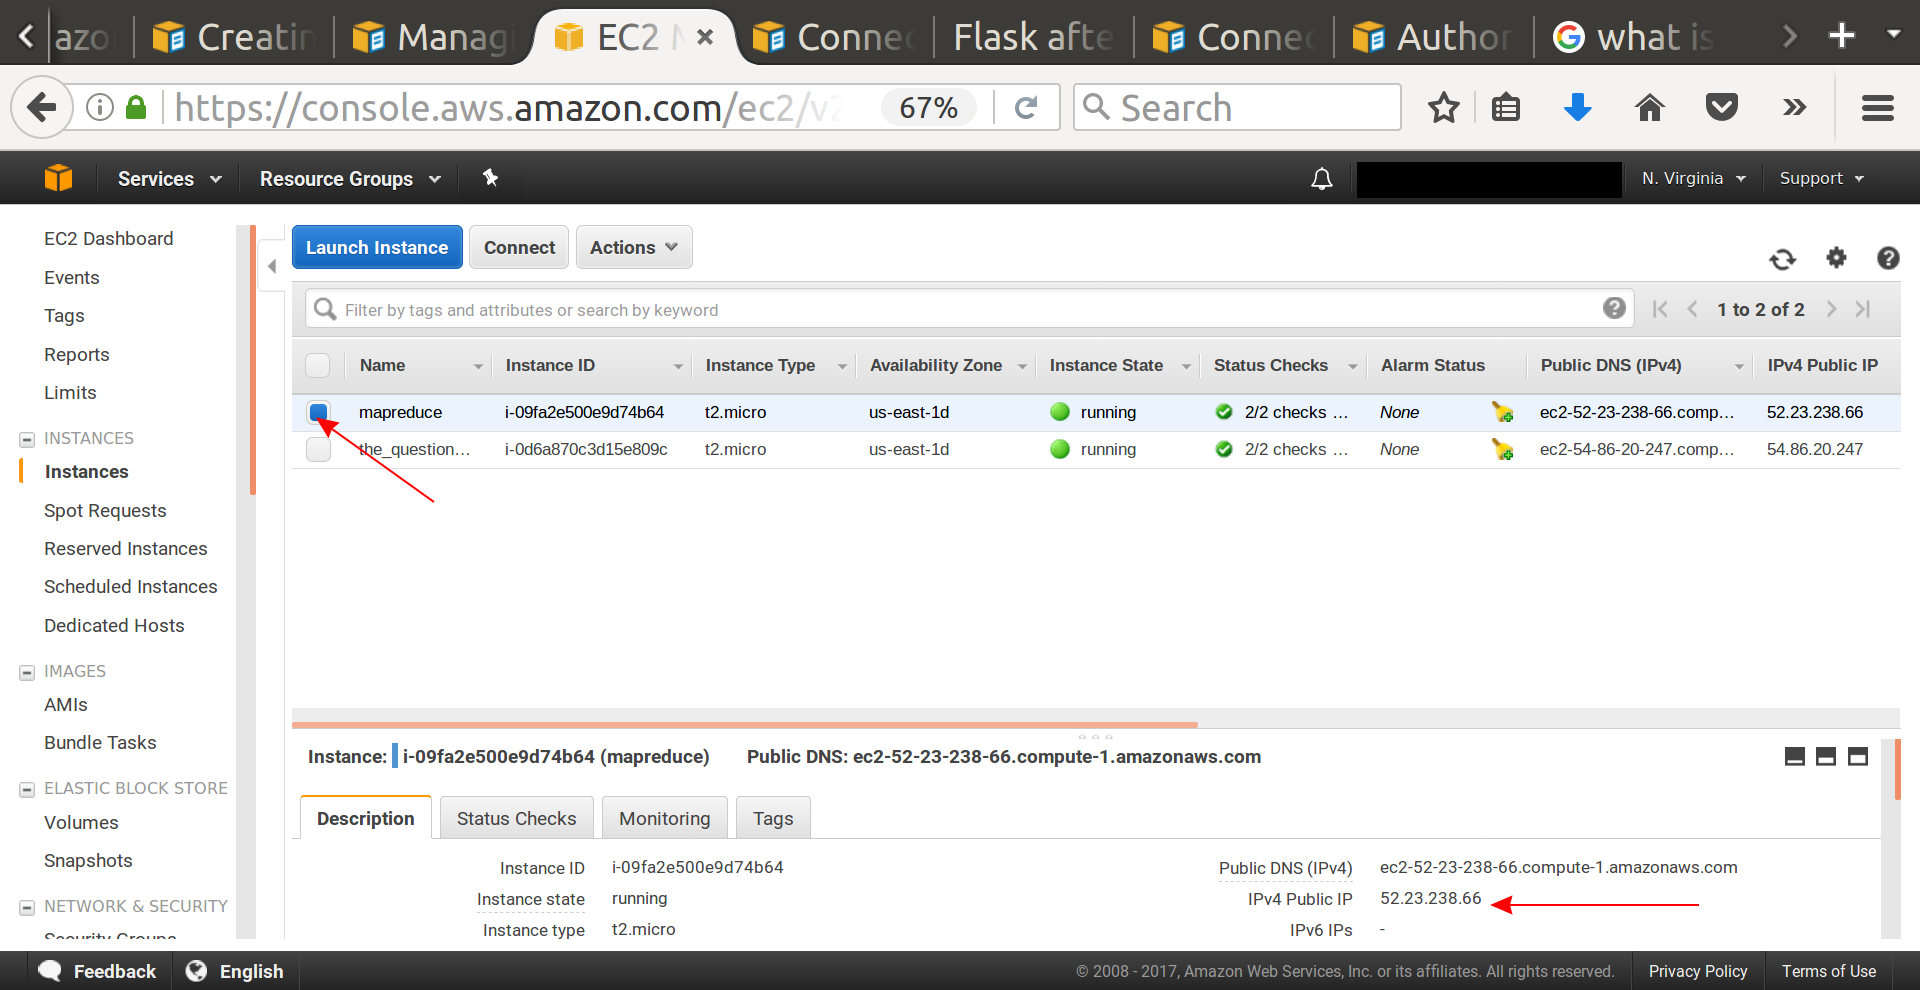 azo Creatin Manag EC2 M Connec Flask afte Connec Author what is
https://console.aws.amazon.com/ec2/v2 67% Search
Services Resource Groups N. Virginia Support
EC2 Dashboard
Events
Tags
Reports
Limits
INSTANCES
Instances
Spot Requests
Reserved Instances
Scheduled Instances
Dedicated Hosts
IMAGES
AMIs
Bundle Tasks
ELASTIC BLOCK STORE
Volumes
Snapshots
NETWORK & SECURITY
Security Groups
Launch Instance Connect Actions
Filter by tags and attributes or search by keyword 1 to 2 of 2
Name Instance ID Instance Type Availability Zone Instance State Status Checks Alarm Status Public DNS (IPv4) IPv4 Public IP
mapreduce i-09fa2e500e9d74b64 t2.micro us-east-1d running 2/2 checks ... None ec2-52-23-238-66.comp... 52.23.238.66
the_question... i-0d6a870c3d15e809c t2.micro us-east-1d running 2/2 checks ... None ec2-54-86-20-247.comp... 54.86.20.247
Instance: i-09fa2e500e9d74b64 (mapreduce) Public DNS: ec2-52-23-238-66.compute-1.amazonaws.com
Description Status Checks Monitoring Tags
Instance ID i-09fa2e500e9d74b64 Public DNS (IPv4) ec2-52-23-238-66.compute-1.amazonaws.com
Instance state running IPv4 Public IP 52.23.238.66
Instance type t2.micro IPv6 IPs -
Feedback English © 2008 - 2017, Amazon Web Services, Inc. or its affiliates. All rights reserved. Privacy Policy Terms of Use